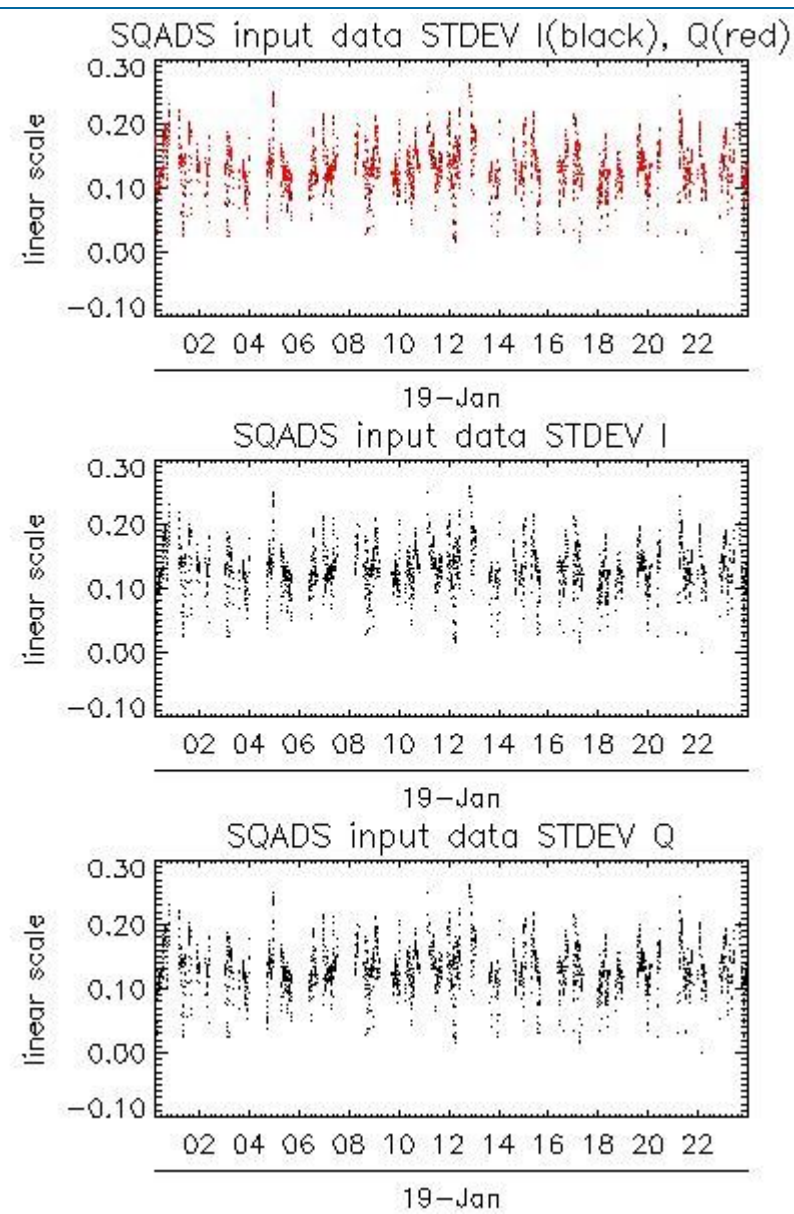 SQADS input data STDEV I(black), Q(red)
0.30
0.20
0.10
0.00
−0.10
linear scale
02 04 06 08 10 12 14 16 18 20 22
19−Jan
SQADS input data STDEV I
0.30
0.20
0.10
0.00
−0.10
linear scale
02 04 06 08 10 12 14 16 18 20 22
19−Jan
SQADS input data STDEV Q
0.30
0.20
0.10
0.00
−0.10
linear scale
02 04 06 08 10 12 14 16 18 20 22
19−Jan